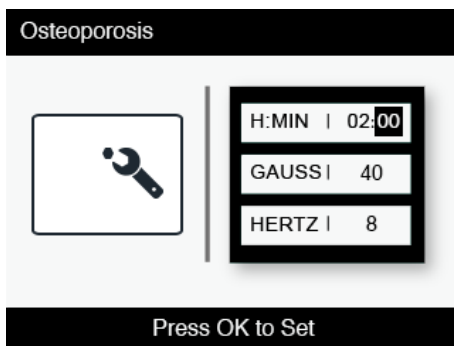 Osteoporosis
H:MIN | 02:00
GAUSS | 40
HERTZ | 8
Press OK to Set